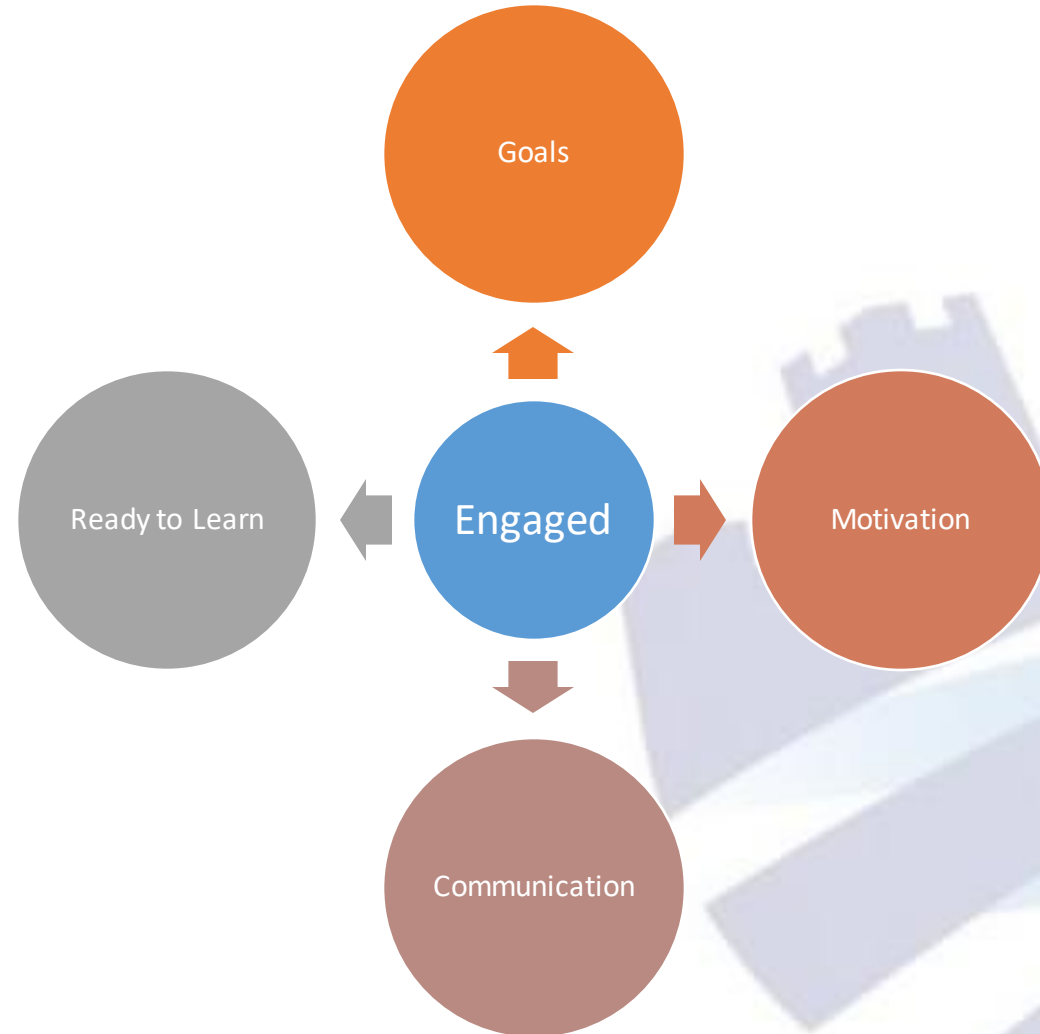 Goals
Ready to Learn
Engaged
Motivation
Communication